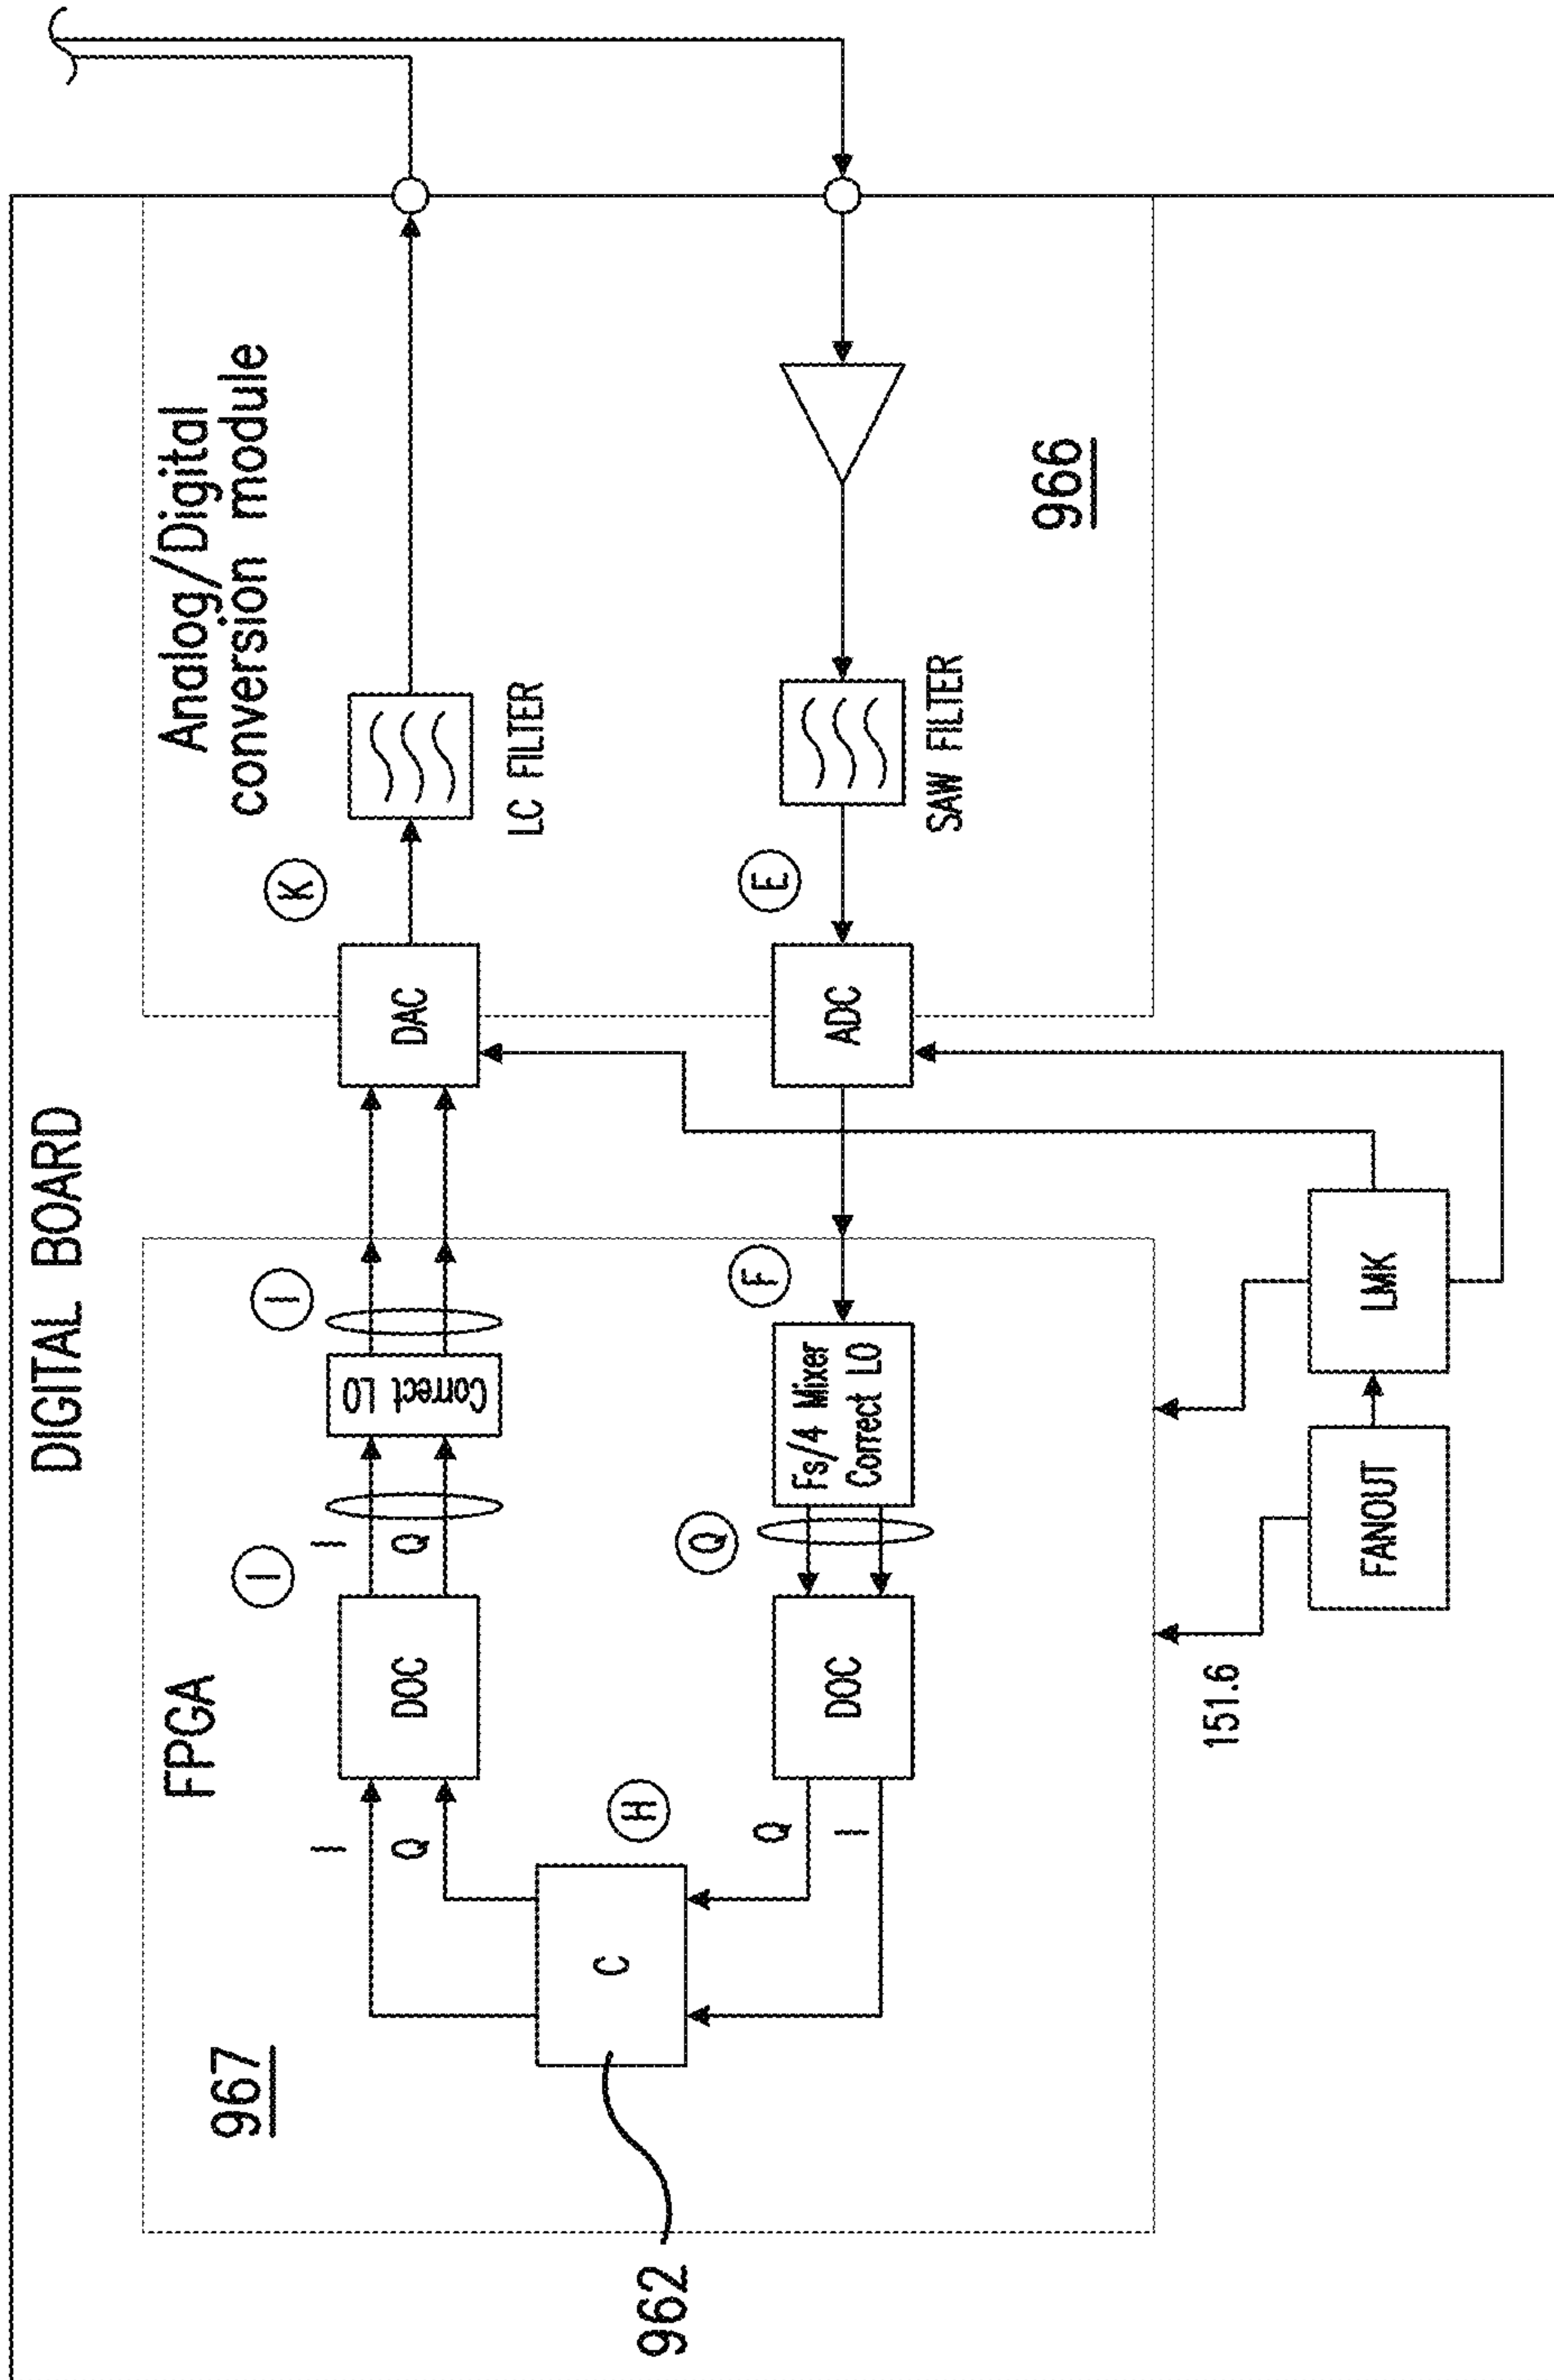 DIGITAL BOARD
FPGA
967
Analog/Digital
conversion module
I
Q
DOC
I
I
Q
Correct LO
I
DAC
K
LC FILTER
962
C
H
Q
I
DOC
Q
Fs/4 Mixer
Correct LO
F
ADC
E
SAW FILTER
966
151.6
FANOUT
LMK